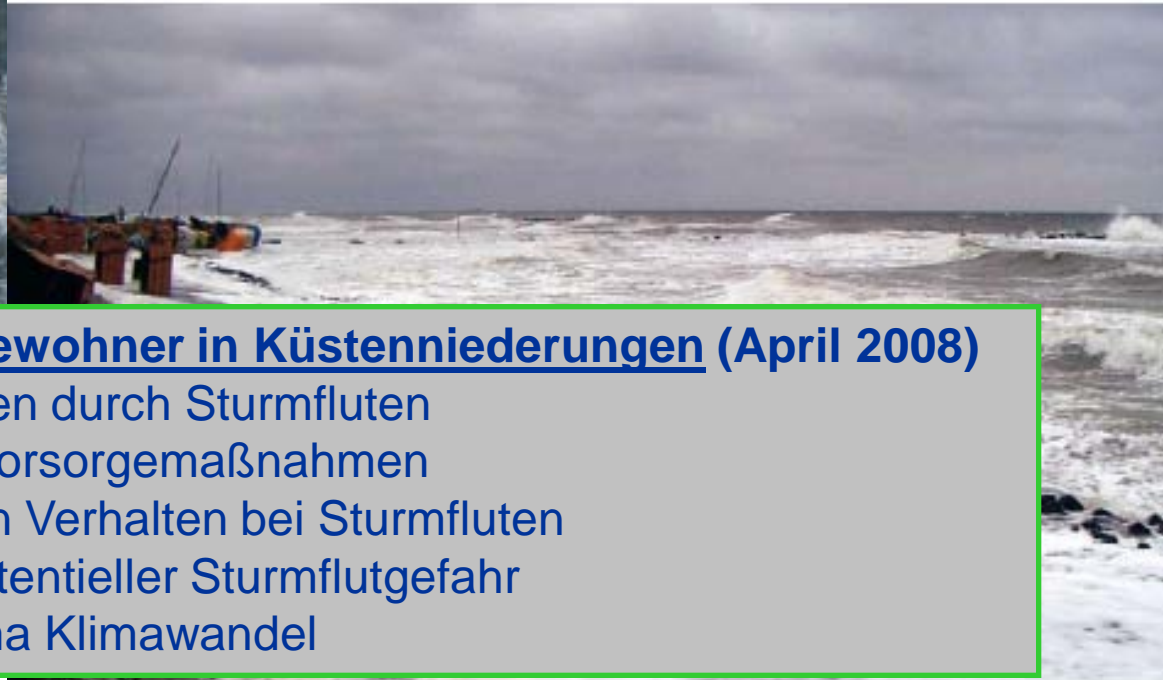 ewohner in Küstenniederungen (April 2008)
en durch Sturmfluten
orsorgemaßnahmen
n Verhalten bei Sturmfluten
tentieller Sturmflutgefahr
na Klimawandel